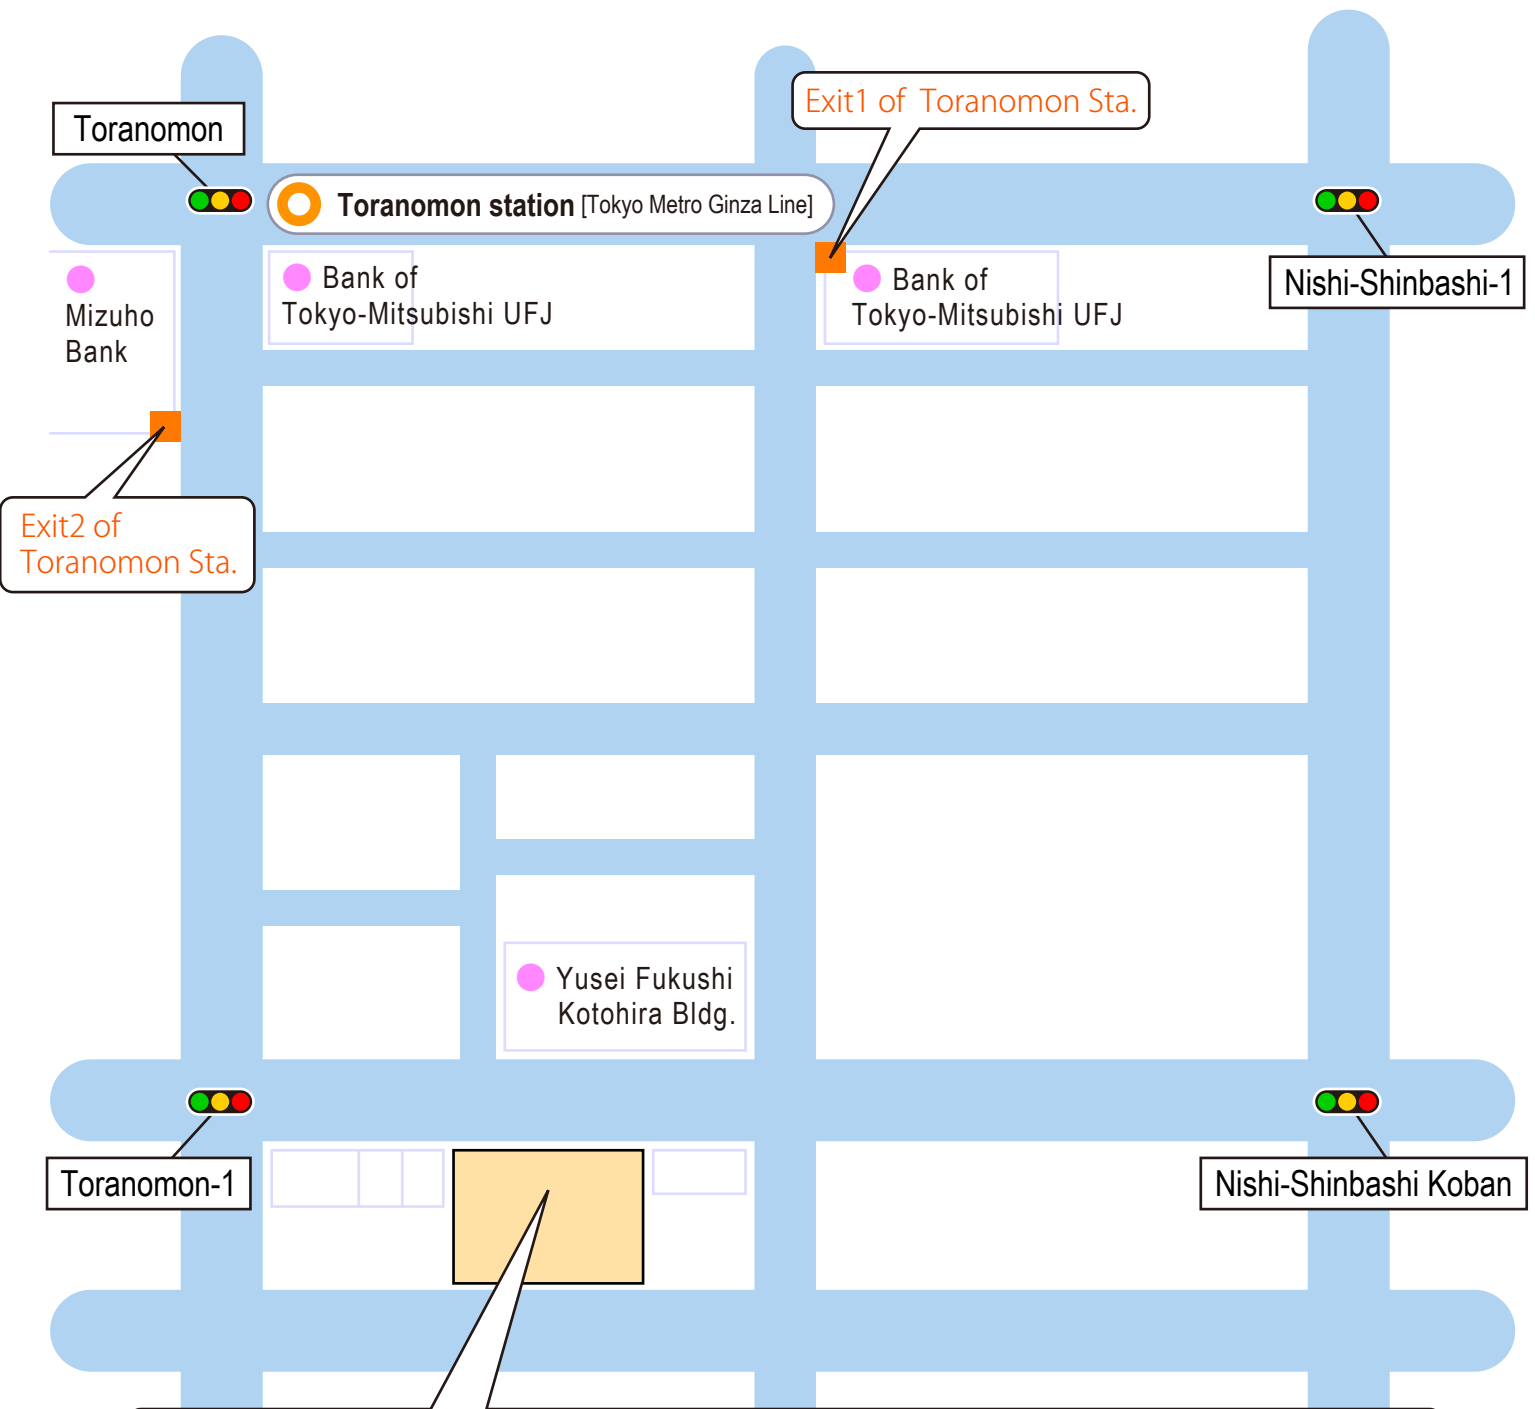 Exit1 of Toranomon Sta.
Toranomon
Toranomon station [Tokyo Metro Ginza Line]
Mizuho
Bank
Bank of
Tokyo-Mitsubishi UFJ
Bank of
Tokyo-Mitsubishi UFJ
Nishi-Shinbashi-1
Exit2 of
Toranomon Sta.
Yusei Fukushi
Kotohira Bldg.
Toranomon-1
Nishi-Shinbashi Koban